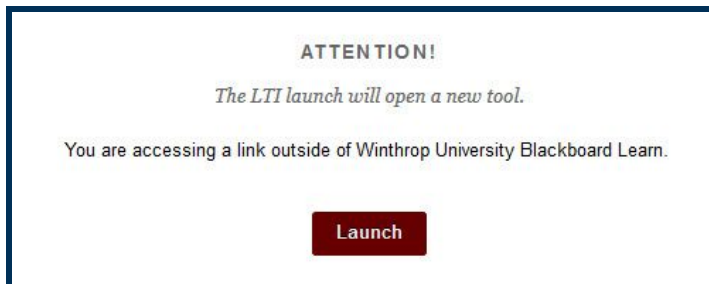 ATTENTION!
The LTI launch will open a new tool.
You are accessing a link outside of Winthrop University Blackboard Learn.
Launch